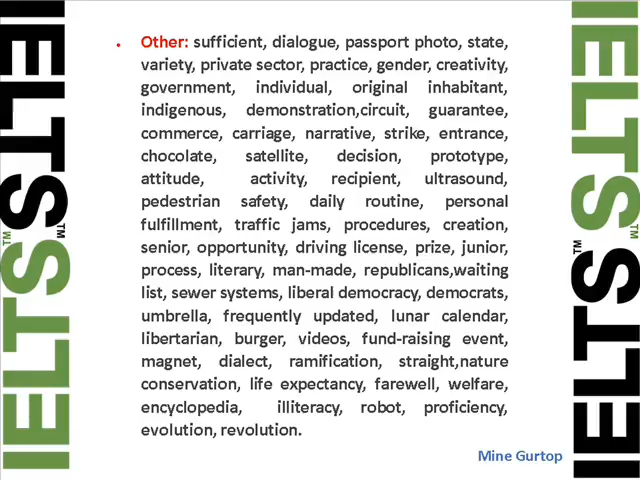 Other: sufficient, dialogue, passport photo, state,
variety, private sector, practice, gender, creativity,
government, individual, original inhabitant,
indigenous, demonstration,circuit, guarantee,
commerce, carriage, narrative, strike, entrance,
chocolate, satellite, decision, prototype,
attitude, activity, recipient, ultrasound,
pedestrian safety, daily routine, personal
fulfillment, traffic jams, procedures, creation,
senior, opportunity, driving license, prize, junior,
process, literary, man-made, republicans,waiting
list, sewer systems, liberal democracy, democrats,
umbrella, frequently updated, lunar calendar,
libertarian, burger, videos, fund-raising event,
magnet, dialect, ramification, straight,nature
conservation, life expectancy, farewell, welfare,
encyclopedia, illiteracy, robot, proficiency,
evolution, revolution.
Mine Gurtop
IELTS™
IELTS™
IELTS™
IELTS™